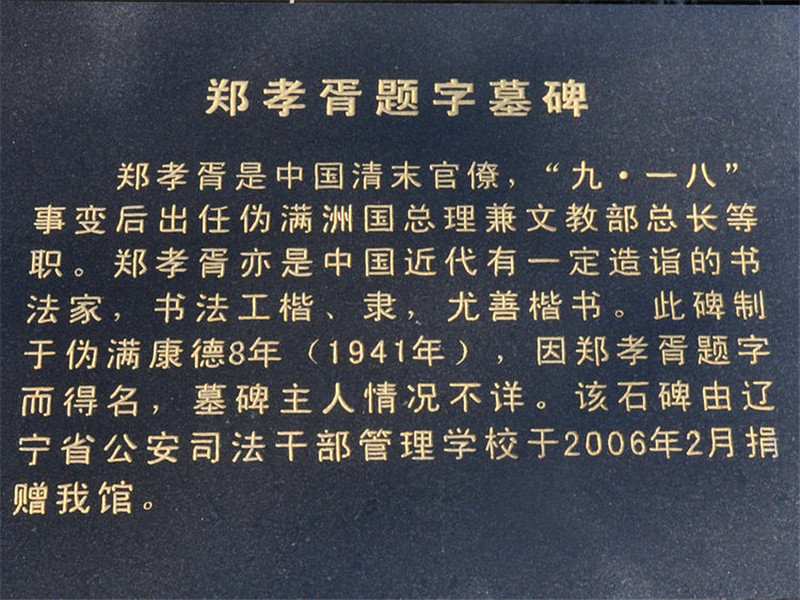 郑孝胥题字墓碑
郑孝胥是中国清末官僚，“九·一八”
事变后出任伪满洲国总理兼文教部总长等
职。郑孝胥亦是中国近代有一定造诣的书
法家，书法工楷、隶，尤善楷书。此碑制
于伪满康德8年（1941年），因郑孝胥题字
而得名，墓碑主人情况不详。该石碑由辽
宁省公安司法干部管理学校于2006年2月捐
赠我馆。